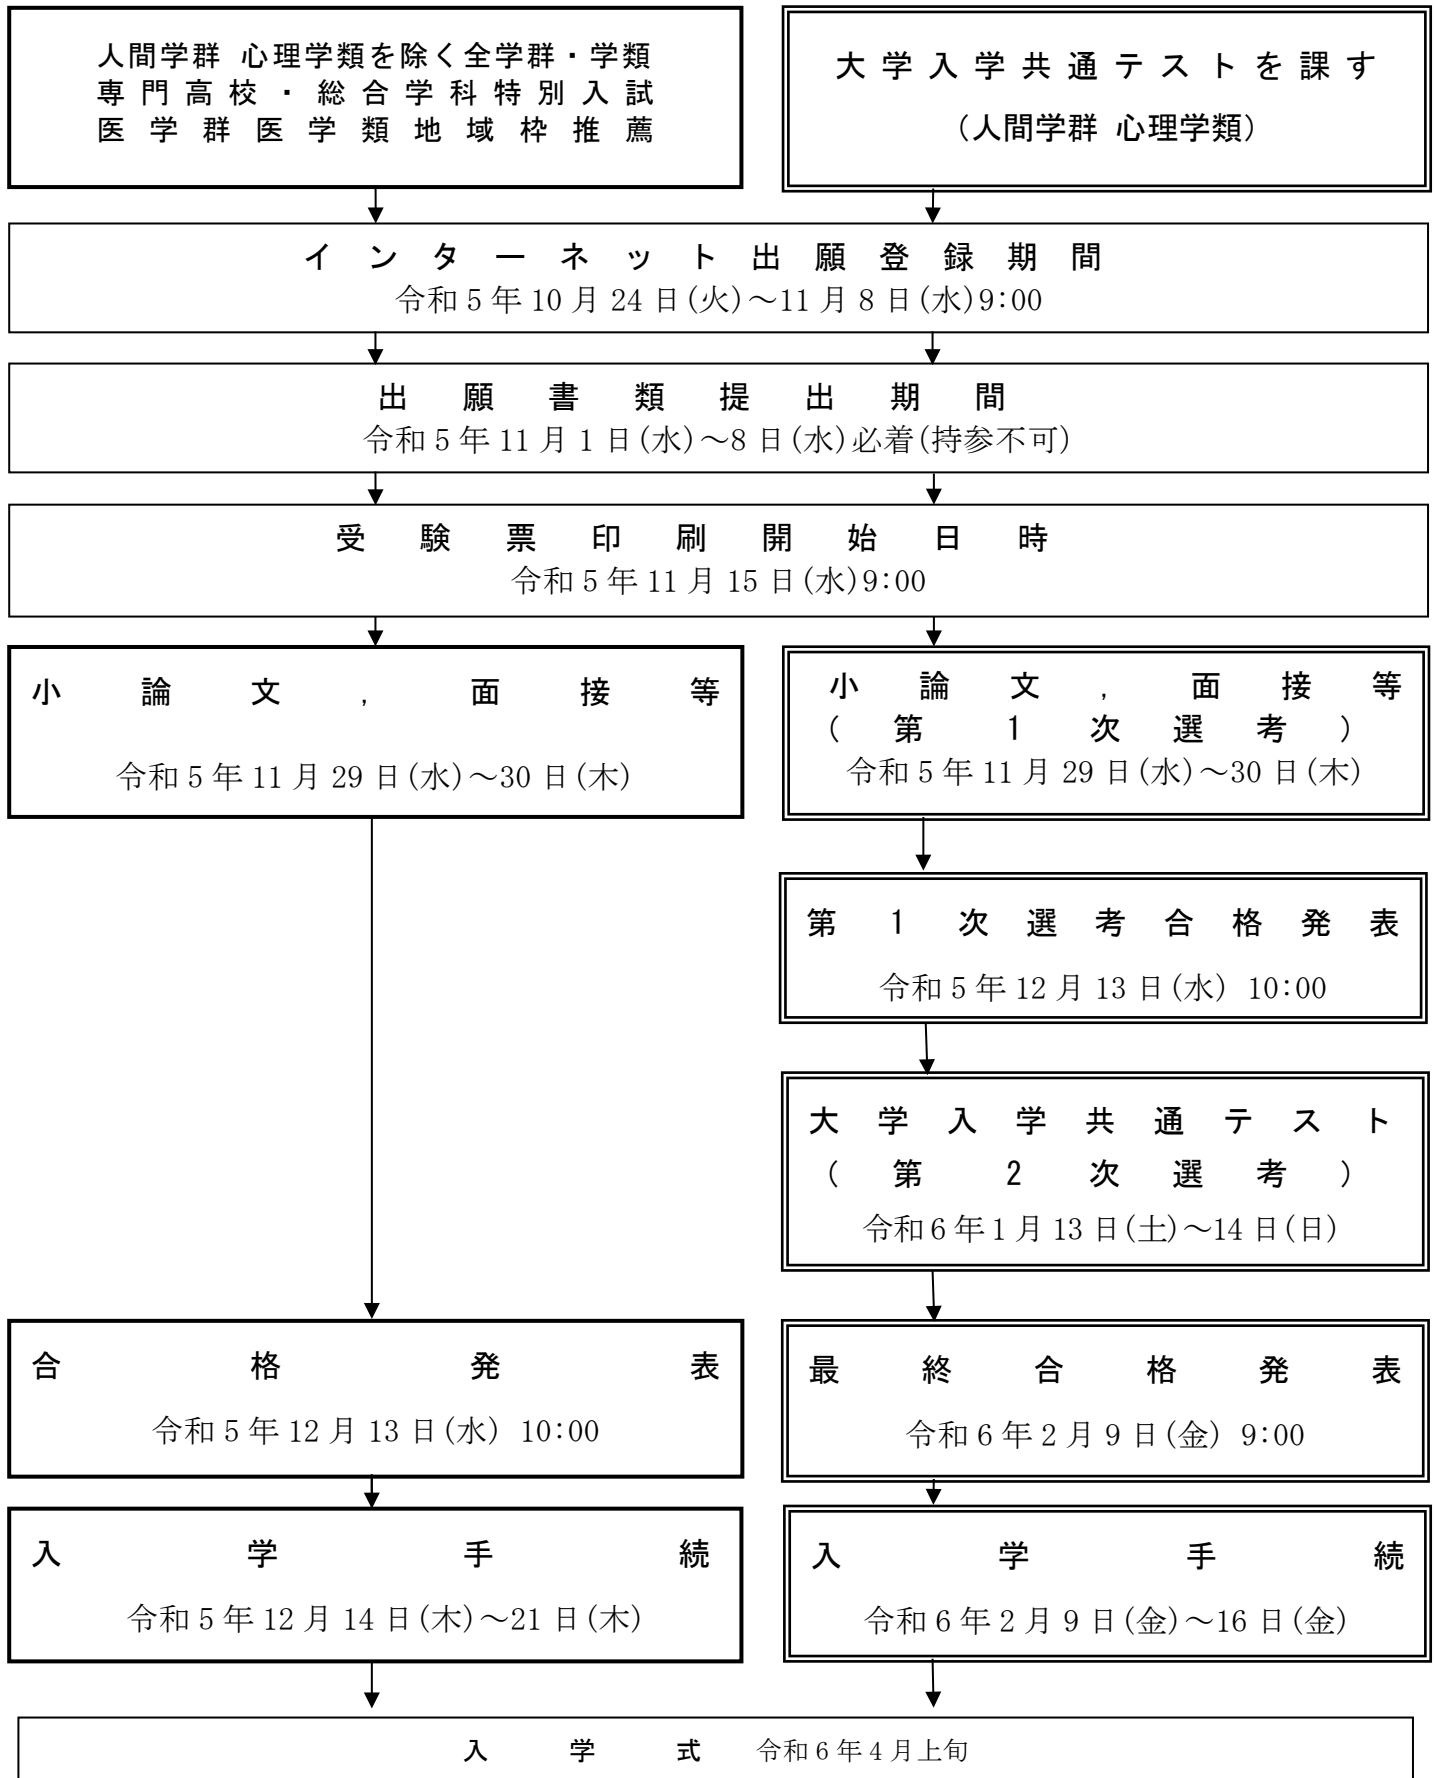 人間学群 心理学類を除く全学群・学類
専門高校・総合学科特別入試
医学群医学類地域枠推薦
大学入学共通テストを課す
(人間学群 心理学類)
インターネット出願登録期間
令和5年10月24日(火)～11月8日(水)9:00
出願書類提出期間
令和5年11月1日(水)～8日(水)必着(持参不可)
受験票印刷開始日時
令和5年11月15日(水)9:00
小論文,面接等
令和5年11月29日(水)～30日(木)
小論文,面接等
(第1次選考)
令和5年11月29日(水)～30日(木)
第1次選考合格発表
令和5年12月13日(水) 10:00
大学入学共通テスト
(第2次選考)
令和6年1月13日(土)～14日(日)
合格発表
令和5年12月13日(水) 10:00
最終合格発表
令和6年2月9日(金) 9:00
入学手続
令和5年12月14日(木)～21日(木)
入学手続
令和6年2月9日(金)～16日(金)
入学式 令和6年4月上旬